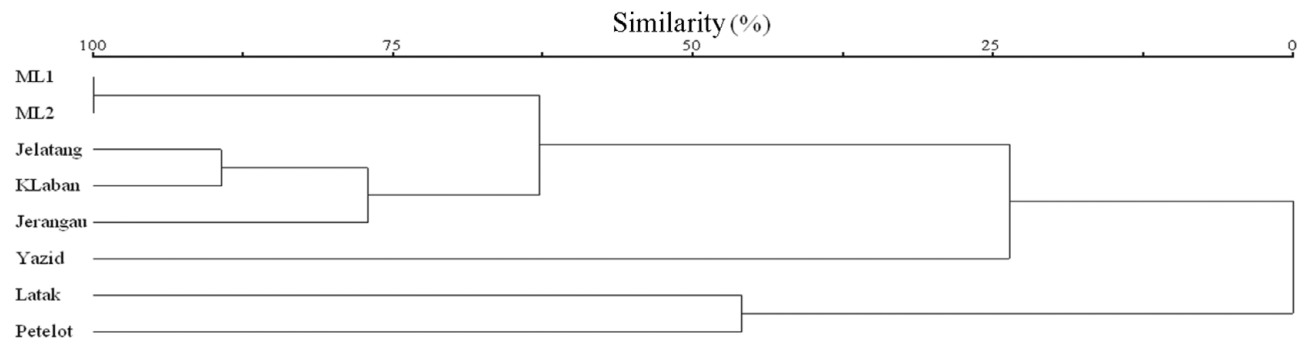 Similarity (%)
100 75 50 25 0
ML1
ML2
Jelatang
KLaban
Jerangau
Yazid
Latak
Petelot